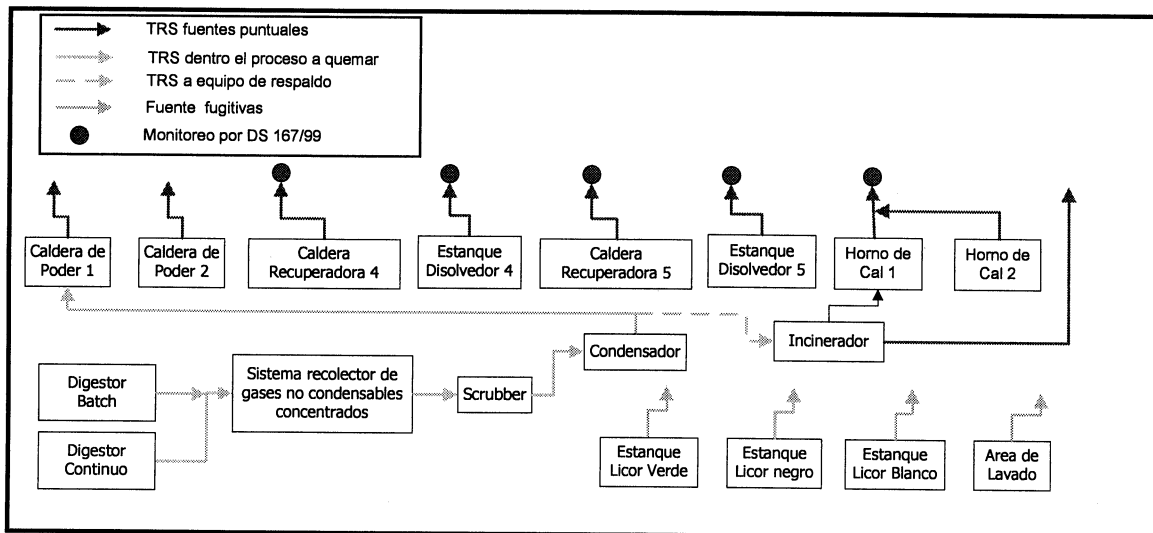 TRS fuentes puntuales
TRS dentro el proceso a quemar
TRS a equipo de respaldo
Fuente fugitivas
Monitoreo por DS 167/99
Caldera de
Poder 1
Caldera de
Poder 2
Caldera
Recuperadora 4
Estanque
Disolvedor 4
Caldera
Recuperadora 5
Estanque
Disolvedor 5
Horno de
Cal 1
Horno de
Cal 2
Condensador
Incinerador
Digestor
Batch
Sistema recolector de
gases no condensables
concentrados
Scrubber
Digestor
Continuo
Estanque
Licor Verde
Estanque
Licor negro
Estanque
Licor Blanco
Area de
Lavado